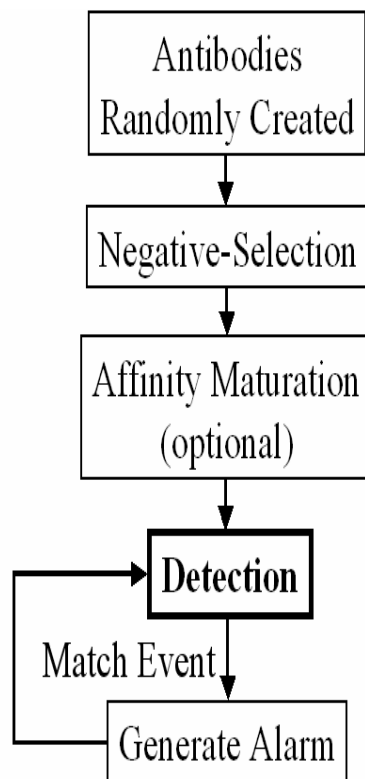 Antibodies
Randomly Created
Negative-Selection
Affinity Maturation
(optional)
Detection
Match Event
Generate Alarm